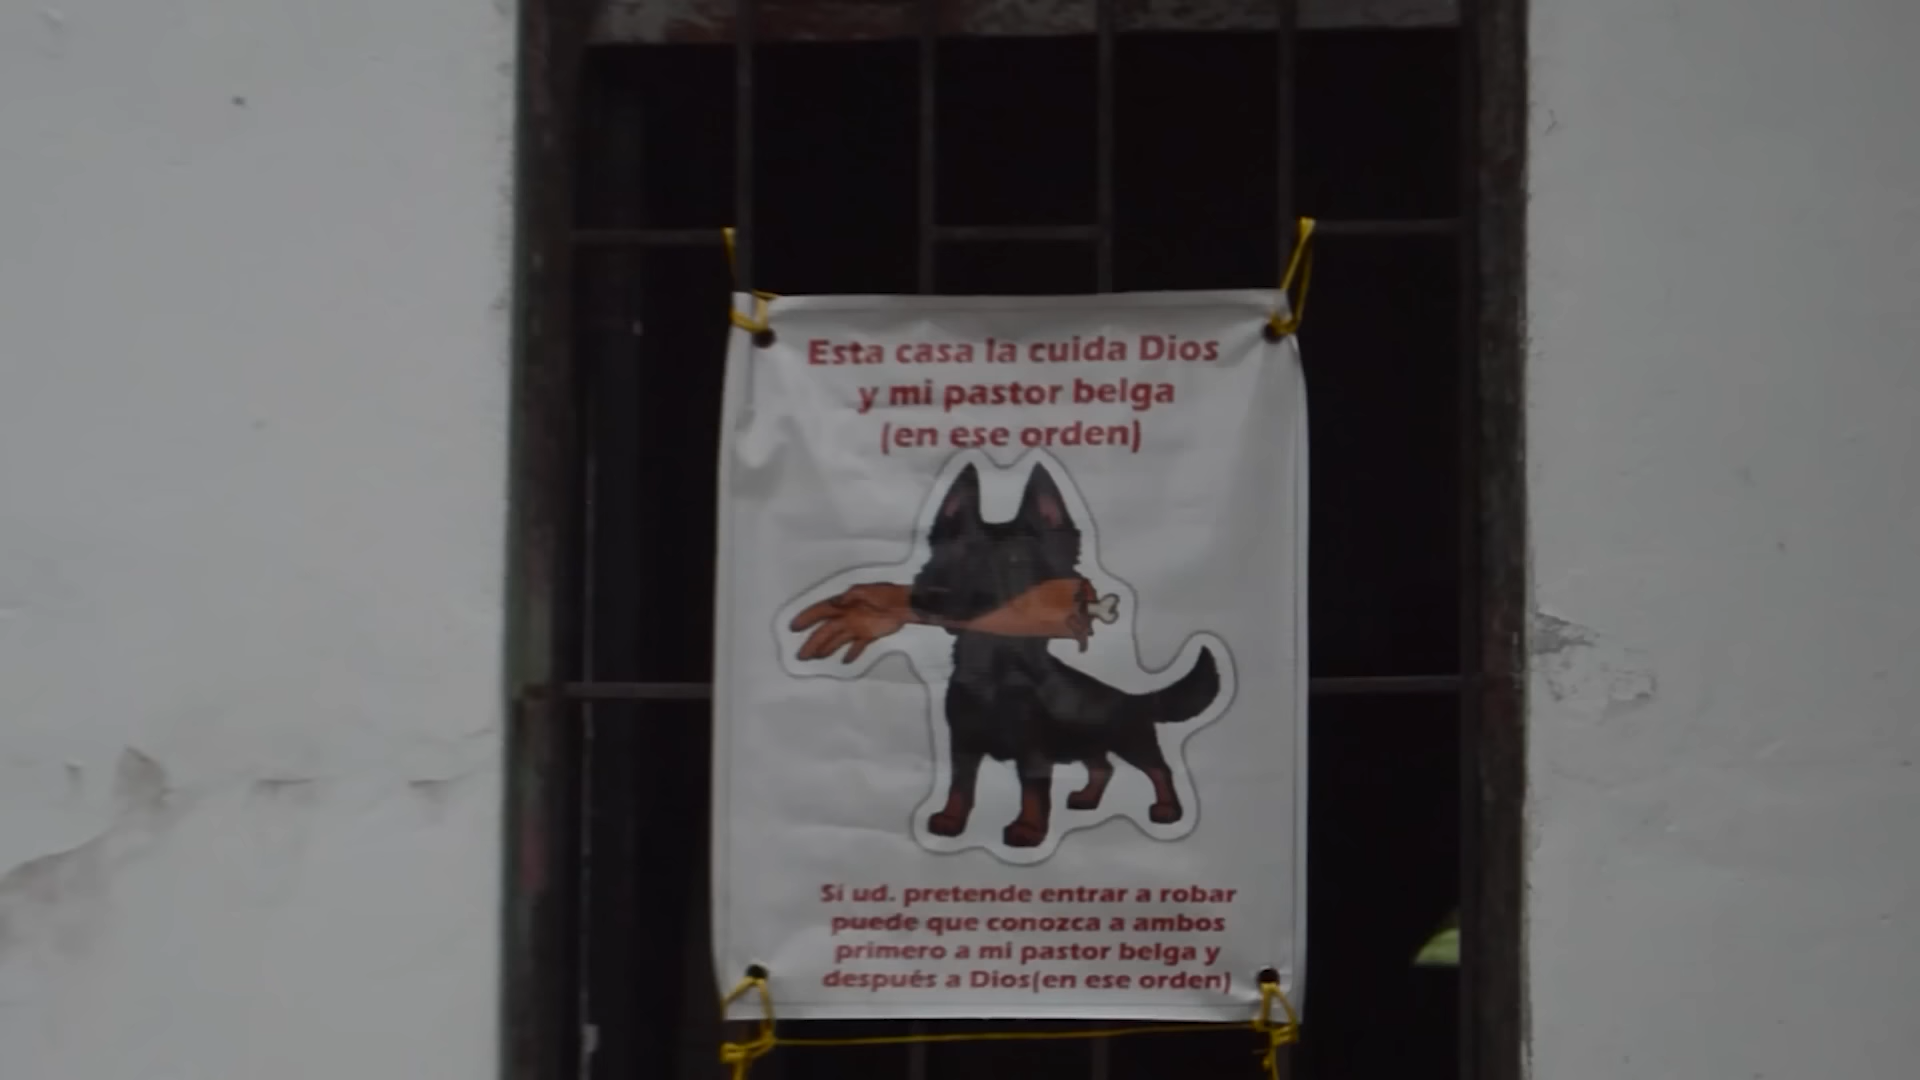 Esta casa la cuida Dios
y mi pastor belga
(en ese orden)
Si ud. pretende entrar a robar
puede que conozca a ambos
primero a mi pastor belga y
después a Dios(en ese orden)